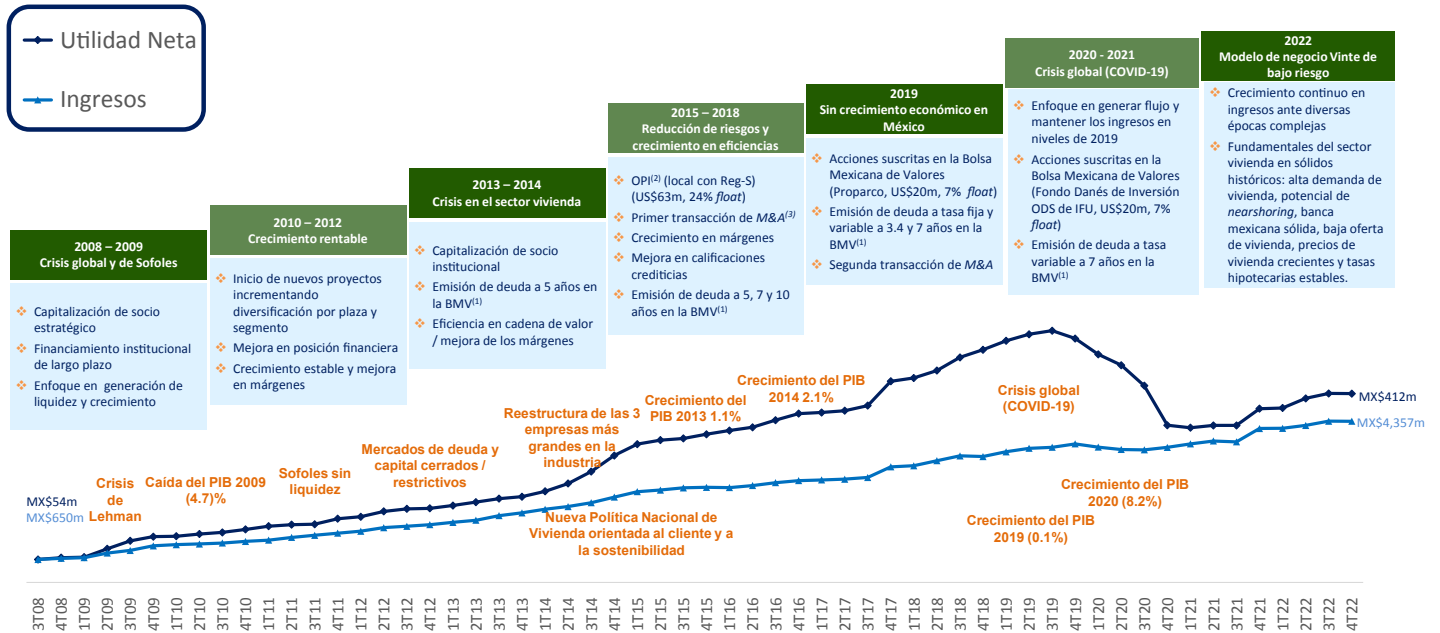 Utilidad Neta
Ingresos
2008 – 2009
Crisis global y de Sofoles
Capitalización de socio
estratégico
Financiamiento institucional
de largo plazo
Enfoque en generación de
liquidez y crecimiento
2010 – 2012
Crecimiento rentable
Inicio de nuevos proyectos
incrementando
diversificación por plaza y
segmento
Mejora en posición financiera
Crecimiento estable y mejora
en márgenes
2013 – 2014
Crisis en el sector vivienda
Capitalización de socio
institucional
Emisión de deuda a 5 años en
la BMV(1)
Eficiencia en cadena de valor
/ mejora de los márgenes
2015 – 2018
Reducción de riesgos y
crecimiento en eficiencias
OPI(2) (local con Reg-S)
(US$63m, 24% float)
Primer transacción de M&A(3)
Crecimiento en márgenes
Mejora en calificaciones
crediticias
Emisión de deuda a 5, 7 y 10
años en la BMV(1)
2019
Sin crecimiento económico en
México
Acciones suscritas en la Bolsa
Mexicana de Valores
(Proparco, US$20m, 7% float)
Emisión de deuda a tasa fija y
variable a 3.4 y 7 años en la
BMV(1)
Segunda transacción de M&A
2020 - 2021
Crisis global (COVID-19)
Enfoque en generar flujo y
mantener los ingresos en
niveles de 2019
Acciones suscritas en la
Bolsa Mexicana de Valores
(Fondo Danés de Inversión
ODS de IFU, US$20m, 7%
float)
Emisión de deuda a tasa
variable a 7 años en la
BMV(1)
2022
Modelo de negocio Vinte de
bajo riesgo
Crecimiento continuo en
ingresos ante diversas
épocas complejas
Fundamentales del sector
vivienda en sólidos
históricos: alta demanda de
vivienda, potencial de
nearshoring, banca
mexicana sólida, baja oferta
de vivienda, precios de
vivienda crecientes y tasas
hipotecarias estables.
MX$54m
MX$650m
Crisis
de
Lehman
Caída del PIB 2009
(4.7)%
Sofoles sin
liquidez
Mercados de deuda y
capital cerrados /
restrictivos
Reestructura de las 3
empresas más
grandes en la
industria
Nueva Política Nacional de
Vivienda orientada al cliente y a
la sostenibilidad
Crecimiento del
PIB 2013 1.1%
Crecimiento del PIB
2014 2.1%
Crisis global
(COVID-19)
Crecimiento del PIB
2019 (0.1%)
Crecimiento del PIB
2020 (8.2%)
MX$412m
MX$4,357m
3T08
4T08
1T09
2T09
3T09
4T09
1T10
2T10
3T10
4T10
1T11
2T11
3T11
4T11
1T12
2T12
3T12
4T12
1T13
2T13
3T13
4T13
1T14
2T14
3T14
4T14
1T15
2T15
3T15
4T15
1T16
2T16
3T16
4T16
1T17
2T17
3T17
4T17
1T18
2T18
3T18
4T18
1T19
2T19
3T19
4T19
1T20
2T20
3T20
4T20
1T21
2T21
3T21
4T21
1T22
2T22
3T22
4T22